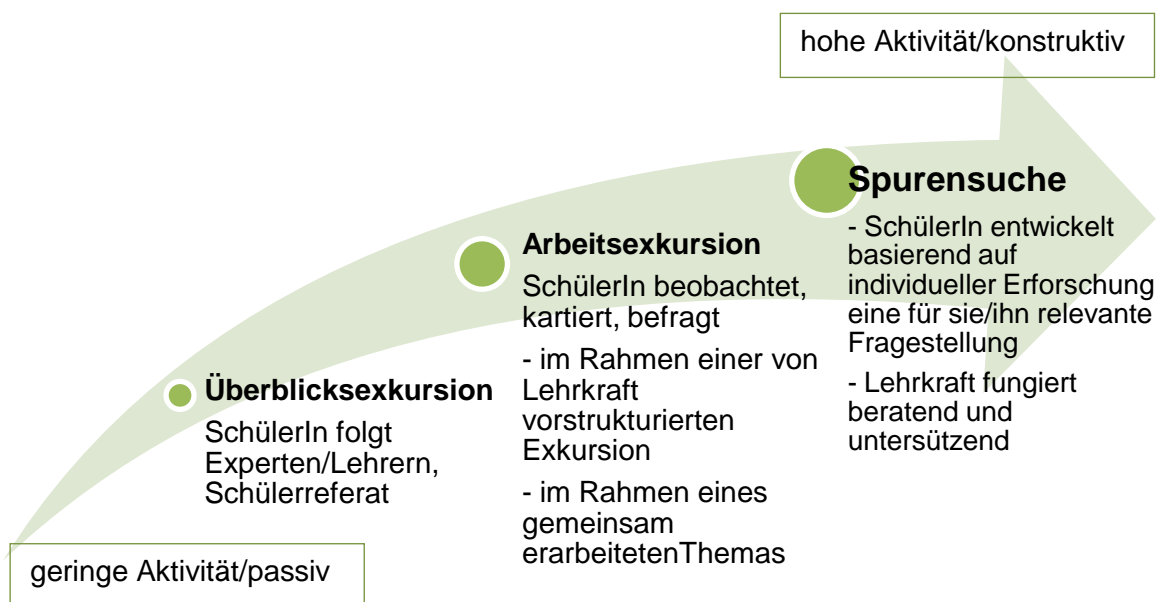 hohe Aktivität/konstruktiv
Spurensuche
- SchülerIn entwickelt
basierend auf
individueller Erforschung
eine für sie/ihn relevante
Fragestellung
- Lehrkraft fungiert
beratend und
untersützend
Arbeitsexkursion
SchülerIn beobachtet,
kartiert, befragt
- im Rahmen einer von
Lehrkraft
vorstrukturierten
Exkursion
- im Rahmen eines
gemeinsam
erarbeitetenThemas
Überblicksexkursion
SchülerIn folgt
Experten/Lehrern,
Schülerreferat
geringe Aktivität/passiv